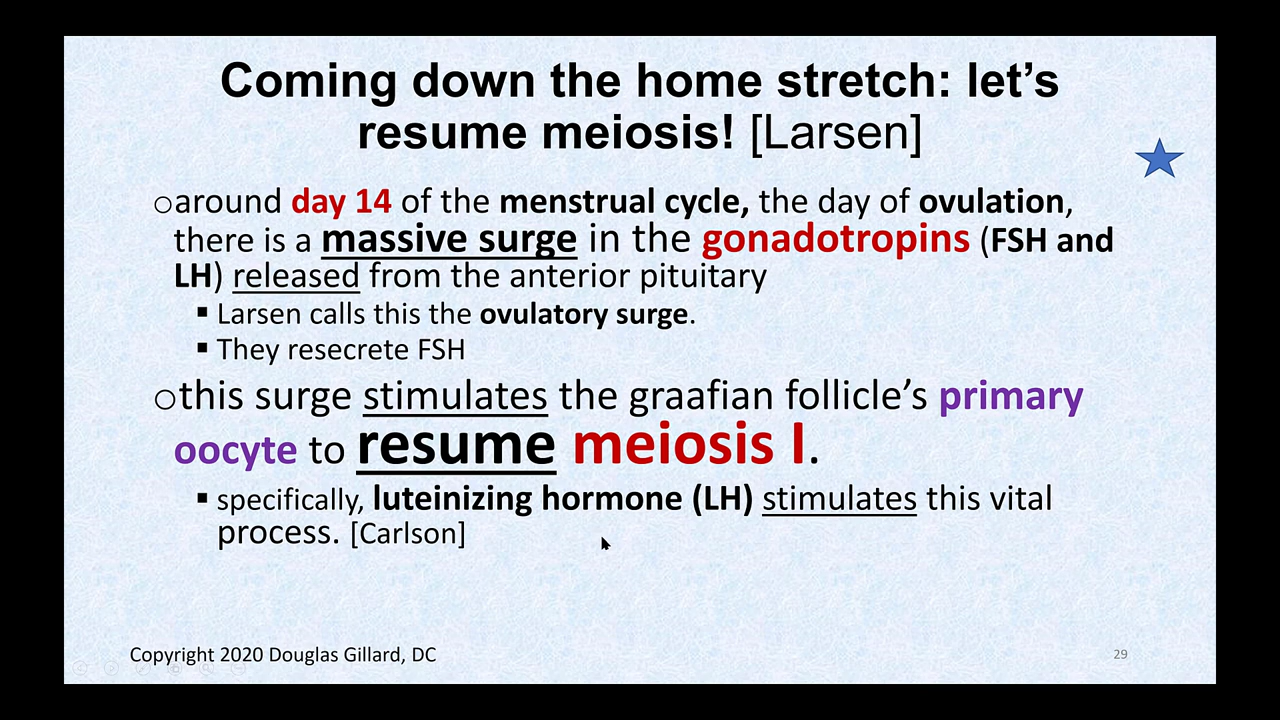 Coming down the home stretch: let’s
resume meiosis! [Larsen]
oaround day 14 of the menstrual cycle, the day of ovulation,
there is a massive surge in the gonadotropins (FSH and
LH) released from the anterior pituitary
▪ Larsen calls this the ovulatory surge.
▪ They resecrete FSH
othis surge stimulates the graafian follicle’s primary
oocyte to resume meiosis I.
▪ specifically, luteinizing hormone (LH) stimulates this vital
process. [Carlson]
Copyright 2020 Douglas Gillard, DC
29